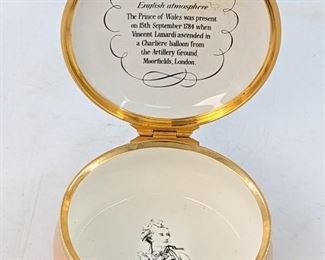 English atmosphere
The Prince of Wales was present
on 15th September 1784 when
Vincent Lunardi ascended in
a Charlière balloon from
the Artillery Ground,
Moorfields, London.